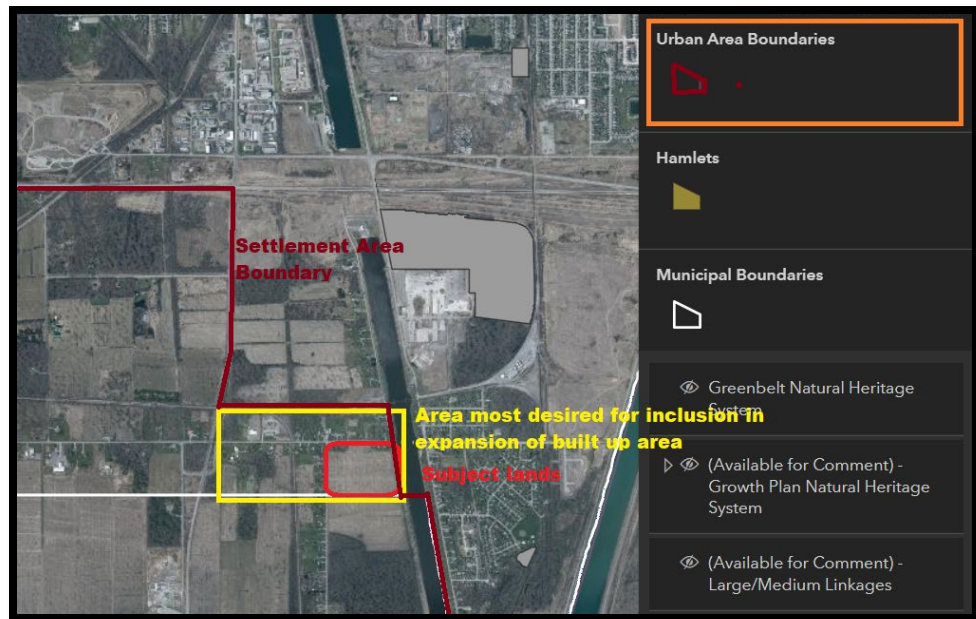 Urban Area Boundaries
Hamlets
Settlement Area
Boundary
Municipal Boundaries
Greenbelt Natural Heritage
System
Area most desired for inclusion in
expansion of built up area
Subject lands
(Available for Comment) -
Growth Plan Natural Heritage
System
(Available for Comment) -
Large/Medium Linkages